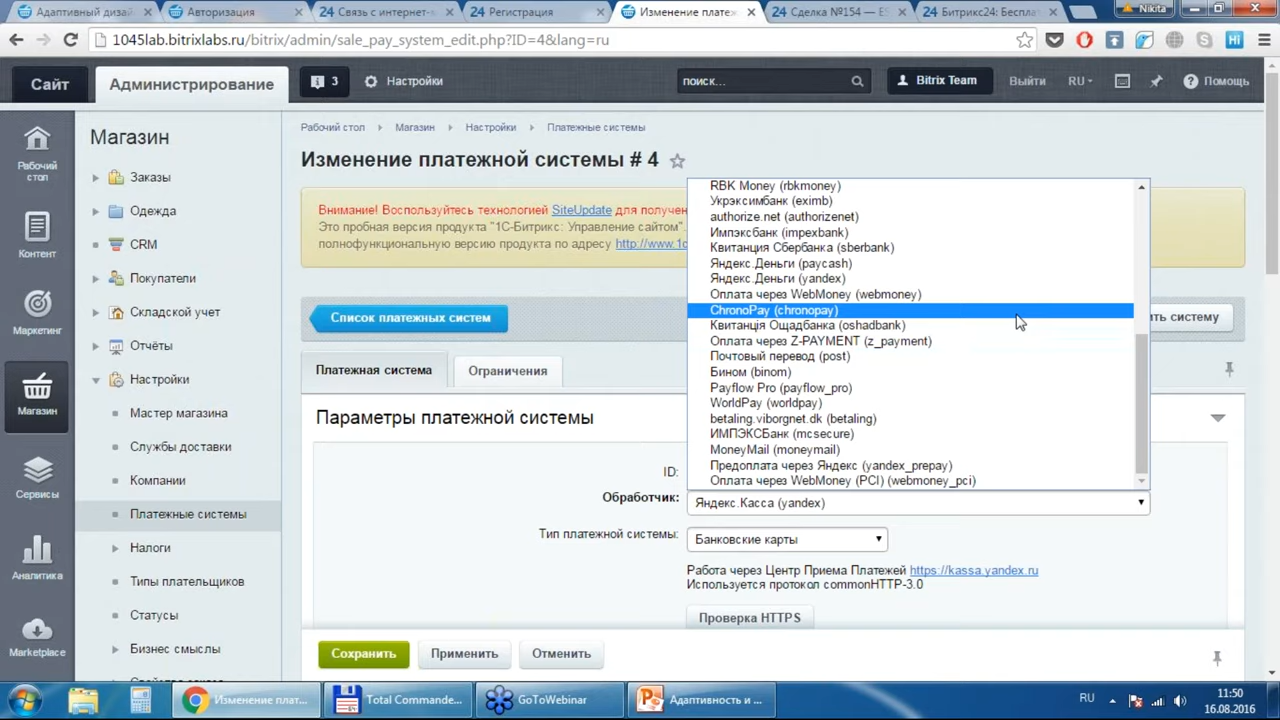 Адаптивный дизай
Авторизация
24 Связь с интернет-м
24 Регистрация
Изменение плате
24 Сделка №154 — ES
24 Битрикс24: Бесплат
Nikita
1045lab.bitrixlabs.ru/bitrix/admin/sale_pay_system_edit.php?ID=4&lang=ru
Hi
Сайт
Администрирование
3
Настройки
поиск...
Bitrix Team
Выйти
RU
Помощь
Рабочий стол
Контент
Маркетинг
Магазин
Сервисы
Аналитика
Marketplace
Магазин
Заказы
Одежда
CRM
Покупатели
Складской учет
Отчёты
Настройки
Мастер магазина
Службы доставки
Компании
Платежные системы
Налоги
Типы плательщиков
Статусы
Бизнес смыслы
Рабочий стол
Магазин
Настройки
Платежные системы
Изменение платежной системы # 4
Внимание! Воспользуйтесь технологией SiteUpdate для получен
Это пробная версия продукта "1С-Битрикс: Управление сайтом".
полнофункциональную версию продукта по адресу http://www.1c
Список платежных систем
ить систему
Платежная система
Ограничения
Параметры платежной системы
RBK Money (rbkmoney)
Укрэксимбанк (eximb)
authorize.net (authorizenet)
Импэксбанк (impexbank)
Квитанция Сбербанка (sberbank)
Яндекс.Деньги (paycash)
Яндекс.Деньги (yandex)
Оплата через WebMoney (webmoney)
ChronoPay (chronopay)
Квитанція Ощадбанка (oshadbank)
Оплата через Z-PAYMENT (z_payment)
Почтовый перевод (post)
Бином (binom)
Payflow Pro (payflow_pro)
WorldPay (worldpay)
betaling.viborgnet.dk (betaling)
ИМПЭКСБанк (mcsecure)
MoneyMail (moneymail)
Предоплата через Яндекс (yandex_prepay)
Оплата через WebMoney (PCI) (webmoney_pci)
ID:
Обработчик:
Яндекс.Касса (yandex)
Тип платежной системы:
Банковские карты
Работа через Центр Приема Платежей https://kassa.yandex.ru
Используется протокол commonHTTP-3.0
Проверка HTTPS
Сохранить
Применить
Отменить
Изменение плат...
Total Commande...
GoToWebinar
Адаптивность и ...
RU
11:50
16.08.2016